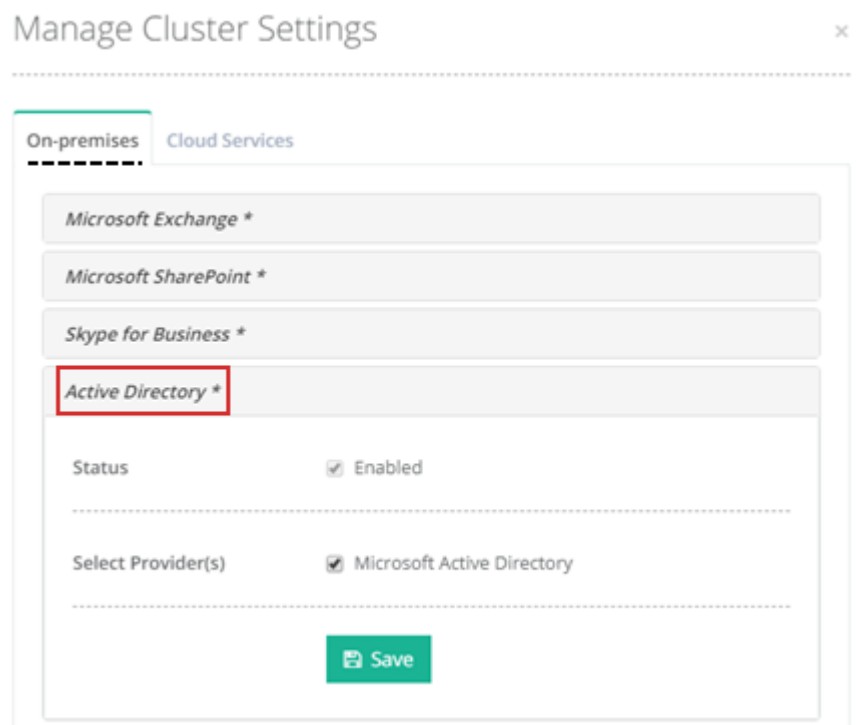 Manage Cluster Settings ×
On-premises Cloud Services
Microsoft Exchange *
Microsoft SharePoint *
Skype for Business *
Active Directory *
Status Enabled
Select Provider(s) Microsoft Active Directory
Save